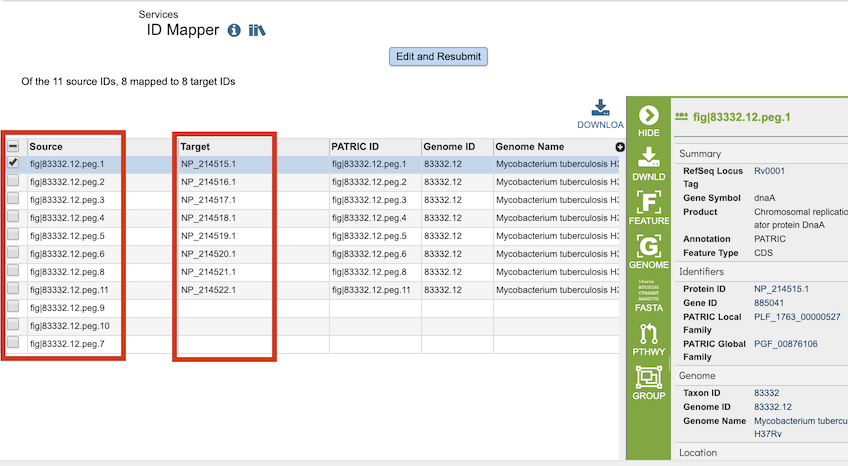 Services
ID Mapper
Edit and Resubmit
Of the 11 source IDs, 8 mapped to 8 target IDs
DOWNLOA
Source Target PATRIC ID Genome ID Genome Name
fig|83332.12.peg.1 NP_214515.1 fig|83332.12.peg.1 83332.12 Mycobacterium tuberculosis H3
fig|83332.12.peg.2 NP_214516.1 fig|83332.12.peg.2 83332.12 Mycobacterium tuberculosis H3
fig|83332.12.peg.3 NP_214517.1 fig|83332.12.peg.3 83332.12 Mycobacterium tuberculosis H3
fig|83332.12.peg.4 NP_214518.1 fig|83332.12.peg.4 83332.12 Mycobacterium tuberculosis H3
fig|83332.12.peg.5 NP_214519.1 fig|83332.12.peg.5 83332.12 Mycobacterium tuberculosis H3
fig|83332.12.peg.6 NP_214520.1 fig|83332.12.peg.6 83332.12 Mycobacterium tuberculosis H3
fig|83332.12.peg.8 NP_214521.1 fig|83332.12.peg.8 83332.12 Mycobacterium tuberculosis H3
fig|83332.12.peg.11 NP_214522.1 fig|83332.12.peg.11 83332.12 Mycobacterium tuberculosis H3
fig|83332.12.peg.9
fig|83332.12.peg.10
fig|83332.12.peg.7
HIDE
DWNLD
FEATURE
GENOME
FASTA
PTHWY
GROUP
fig|83332.12.peg.1
Summary
RefSeq Locus Rv0001
Tag
Gene Symbol dnaA
Product Chromosomal replicatio
ator protein DnaA
Annotation PATRIC
Feature Type CDS
Identifiers
Protein ID NP_214515.1
Gene ID 885041
PATRIC Local PLF_1763_00000527
Family
PATRIC Global PGF_00876106
Family
Genome
Taxon ID 83332
Genome ID 83332.12
Genome Name Mycobacterium tubercu
H37Rv
Location